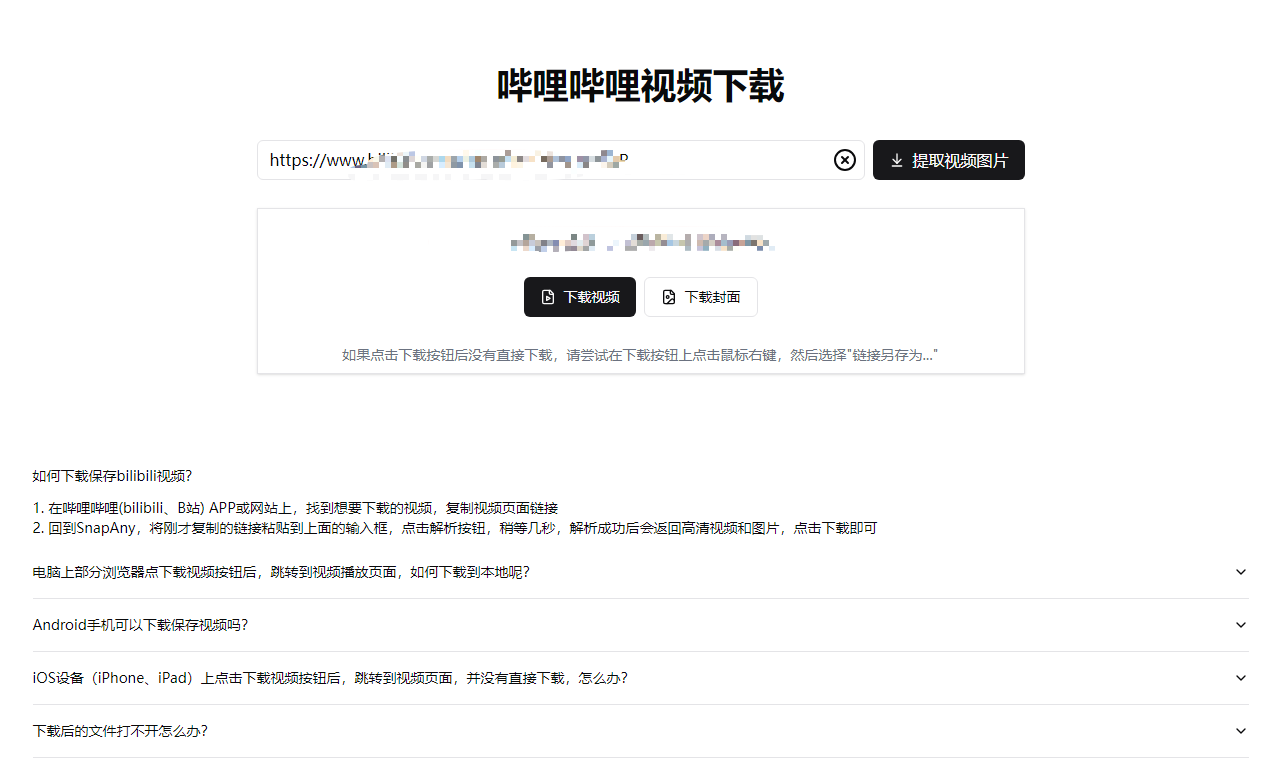 哔哩哔哩视频下载
https://www.
提取视频图片
下载视频
下载封面
如果点击下载按钮后没有直接下载，请尝试在下载按钮上点击鼠标右键，然后选择"链接另存为..."
如何下载保存bilibili视频？
1. 在哔哩哔哩(bilibili、B站) APP或网站上，找到想要下载的视频，复制视频页面链接
2. 回到SnapAny，将刚才复制的链接粘贴到上面的输入框，点击解析按钮，稍等几秒，解析成功后会返回高清视频和图片，点击下载即可
电脑上部分浏览器点下载视频按钮后，跳转到视频播放页面，如何下载到本地呢？
Android手机可以下载保存视频吗？
iOS设备（iPhone、iPad）上点击下载视频按钮后，跳转到视频页面，并没有直接下载，怎么办？
下载后的文件打不开怎么办？